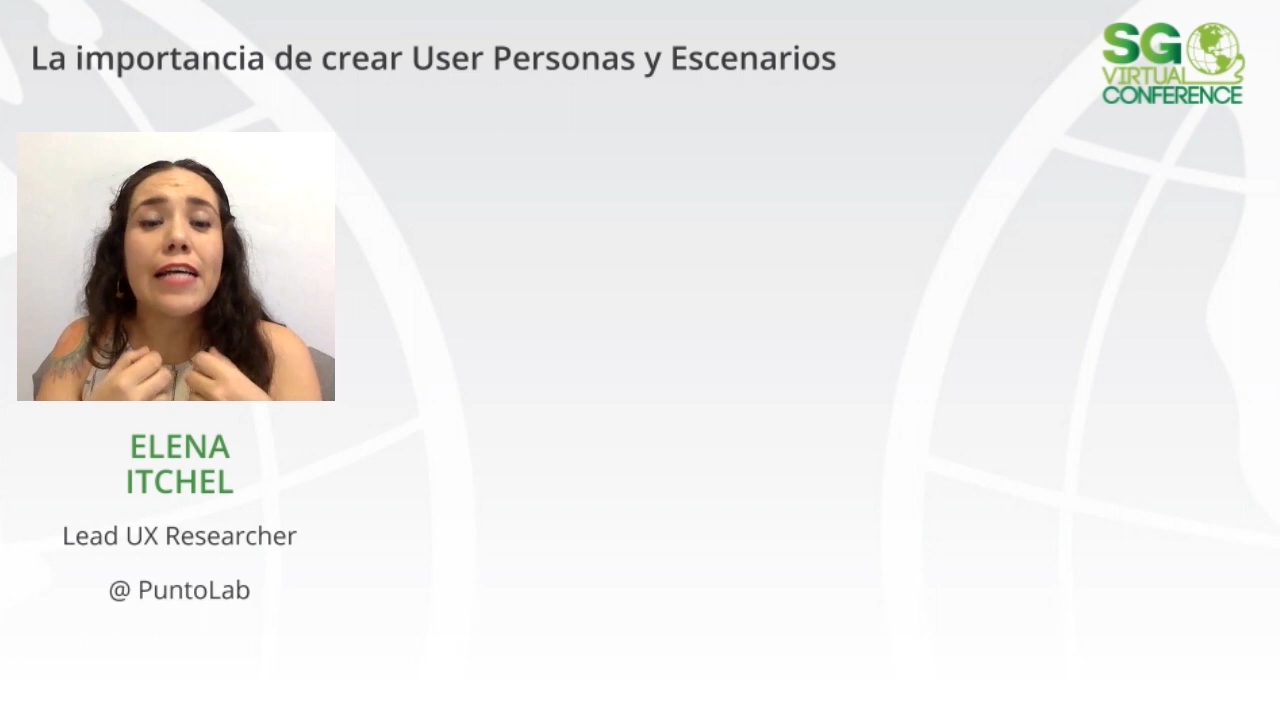 La importancia de crear User Personas y Escenarios
SG
VIRTUAL
CONFERENCE
ELENA
ITCHEL
Lead UX Researcher
@ PuntoLab